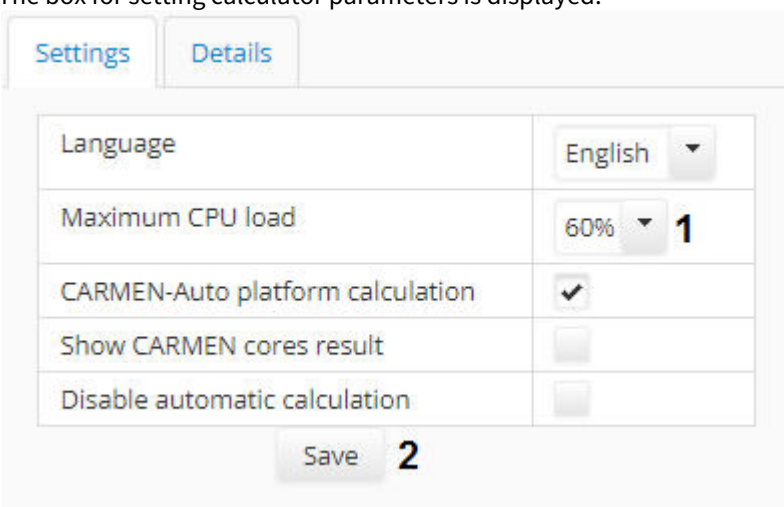 The box for setting calculator parameters is displayed.
Settings Details
Language English
Maximum CPU load 60% 1
CARMEN-Auto platform calculation
Show CARMEN cores result
Disable automatic calculation
Save 2